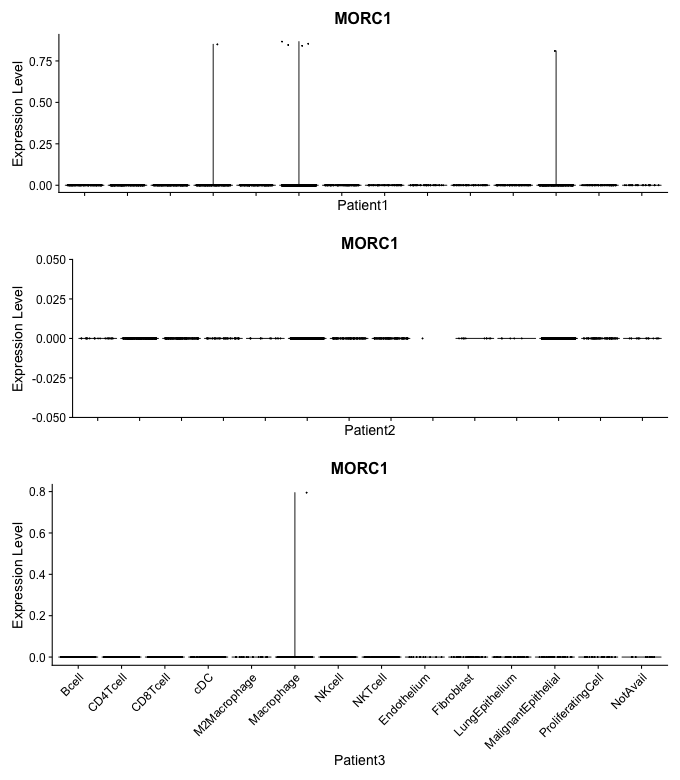 MORC1
Expression Level
0.75
0.50
0.25
0.00
Patient1
MORC1
Expression Level
0.050
0.025
0.000
-0.025
-0.050
Patient2
MORC1
Expression Level
0.8
0.6
0.4
0.2
0.0
Bcell
CD4Tcell
CD8Tcell
cDC
M2Macrophage
Macrophage
NKcell
NKTcell
Endothelium
Fibroblast
LungEpithelium
MalignantEpithelial
ProliferatingCell
NotAvail
Patient3